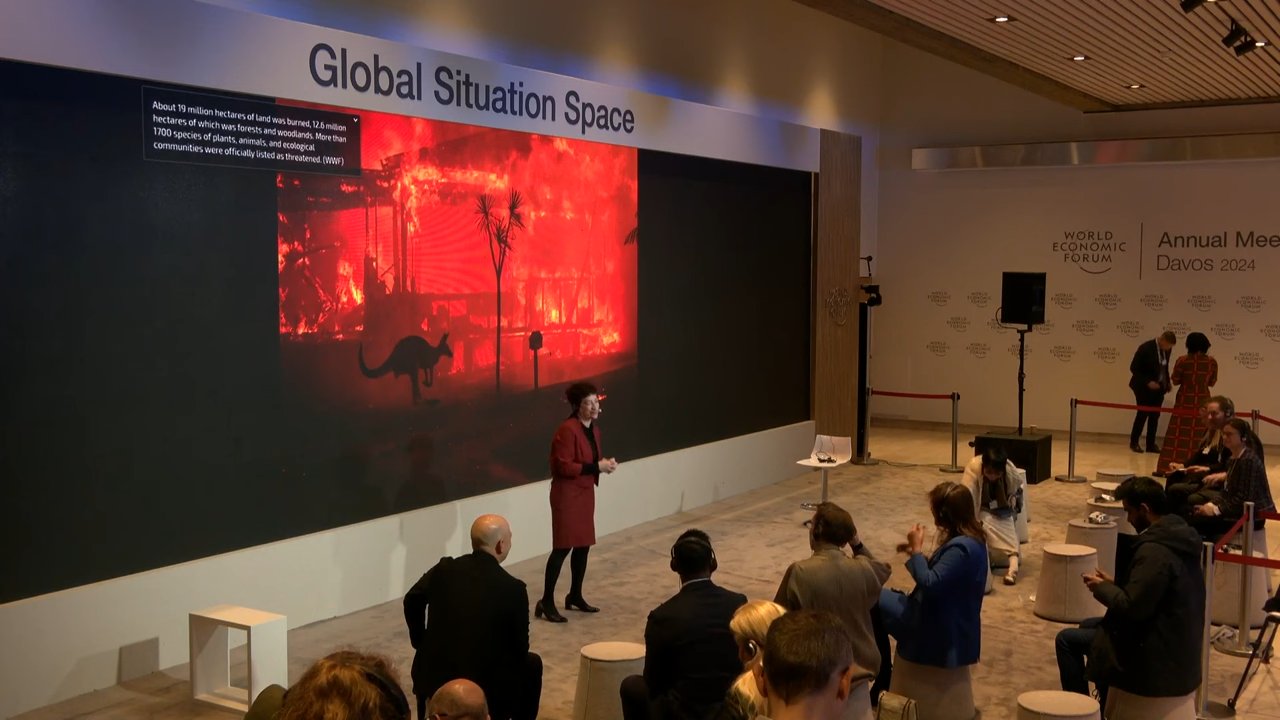 Global Situation Space
About 19 million hectares of land was burned, 12.6 million
hectares of which was forests and woodlands. More than
1700 species of plants, animals, and ecological
communities were officially listed as threatened. (WWF)
WORLD
ECONOMIC
FORUM
Annual Mee
Davos 2024